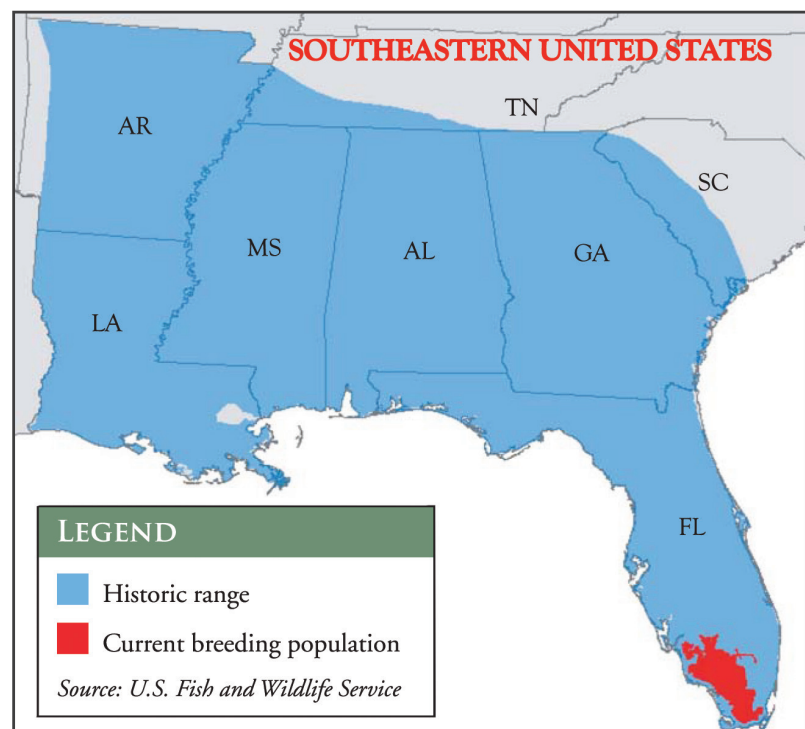 SOUTHEASTERN UNITED STATES
TN
AR
SC
MS
AL
GA
LA
FL
LEGEND
Historic range
Current breeding population
Source: U.S. Fish and Wildlife Service